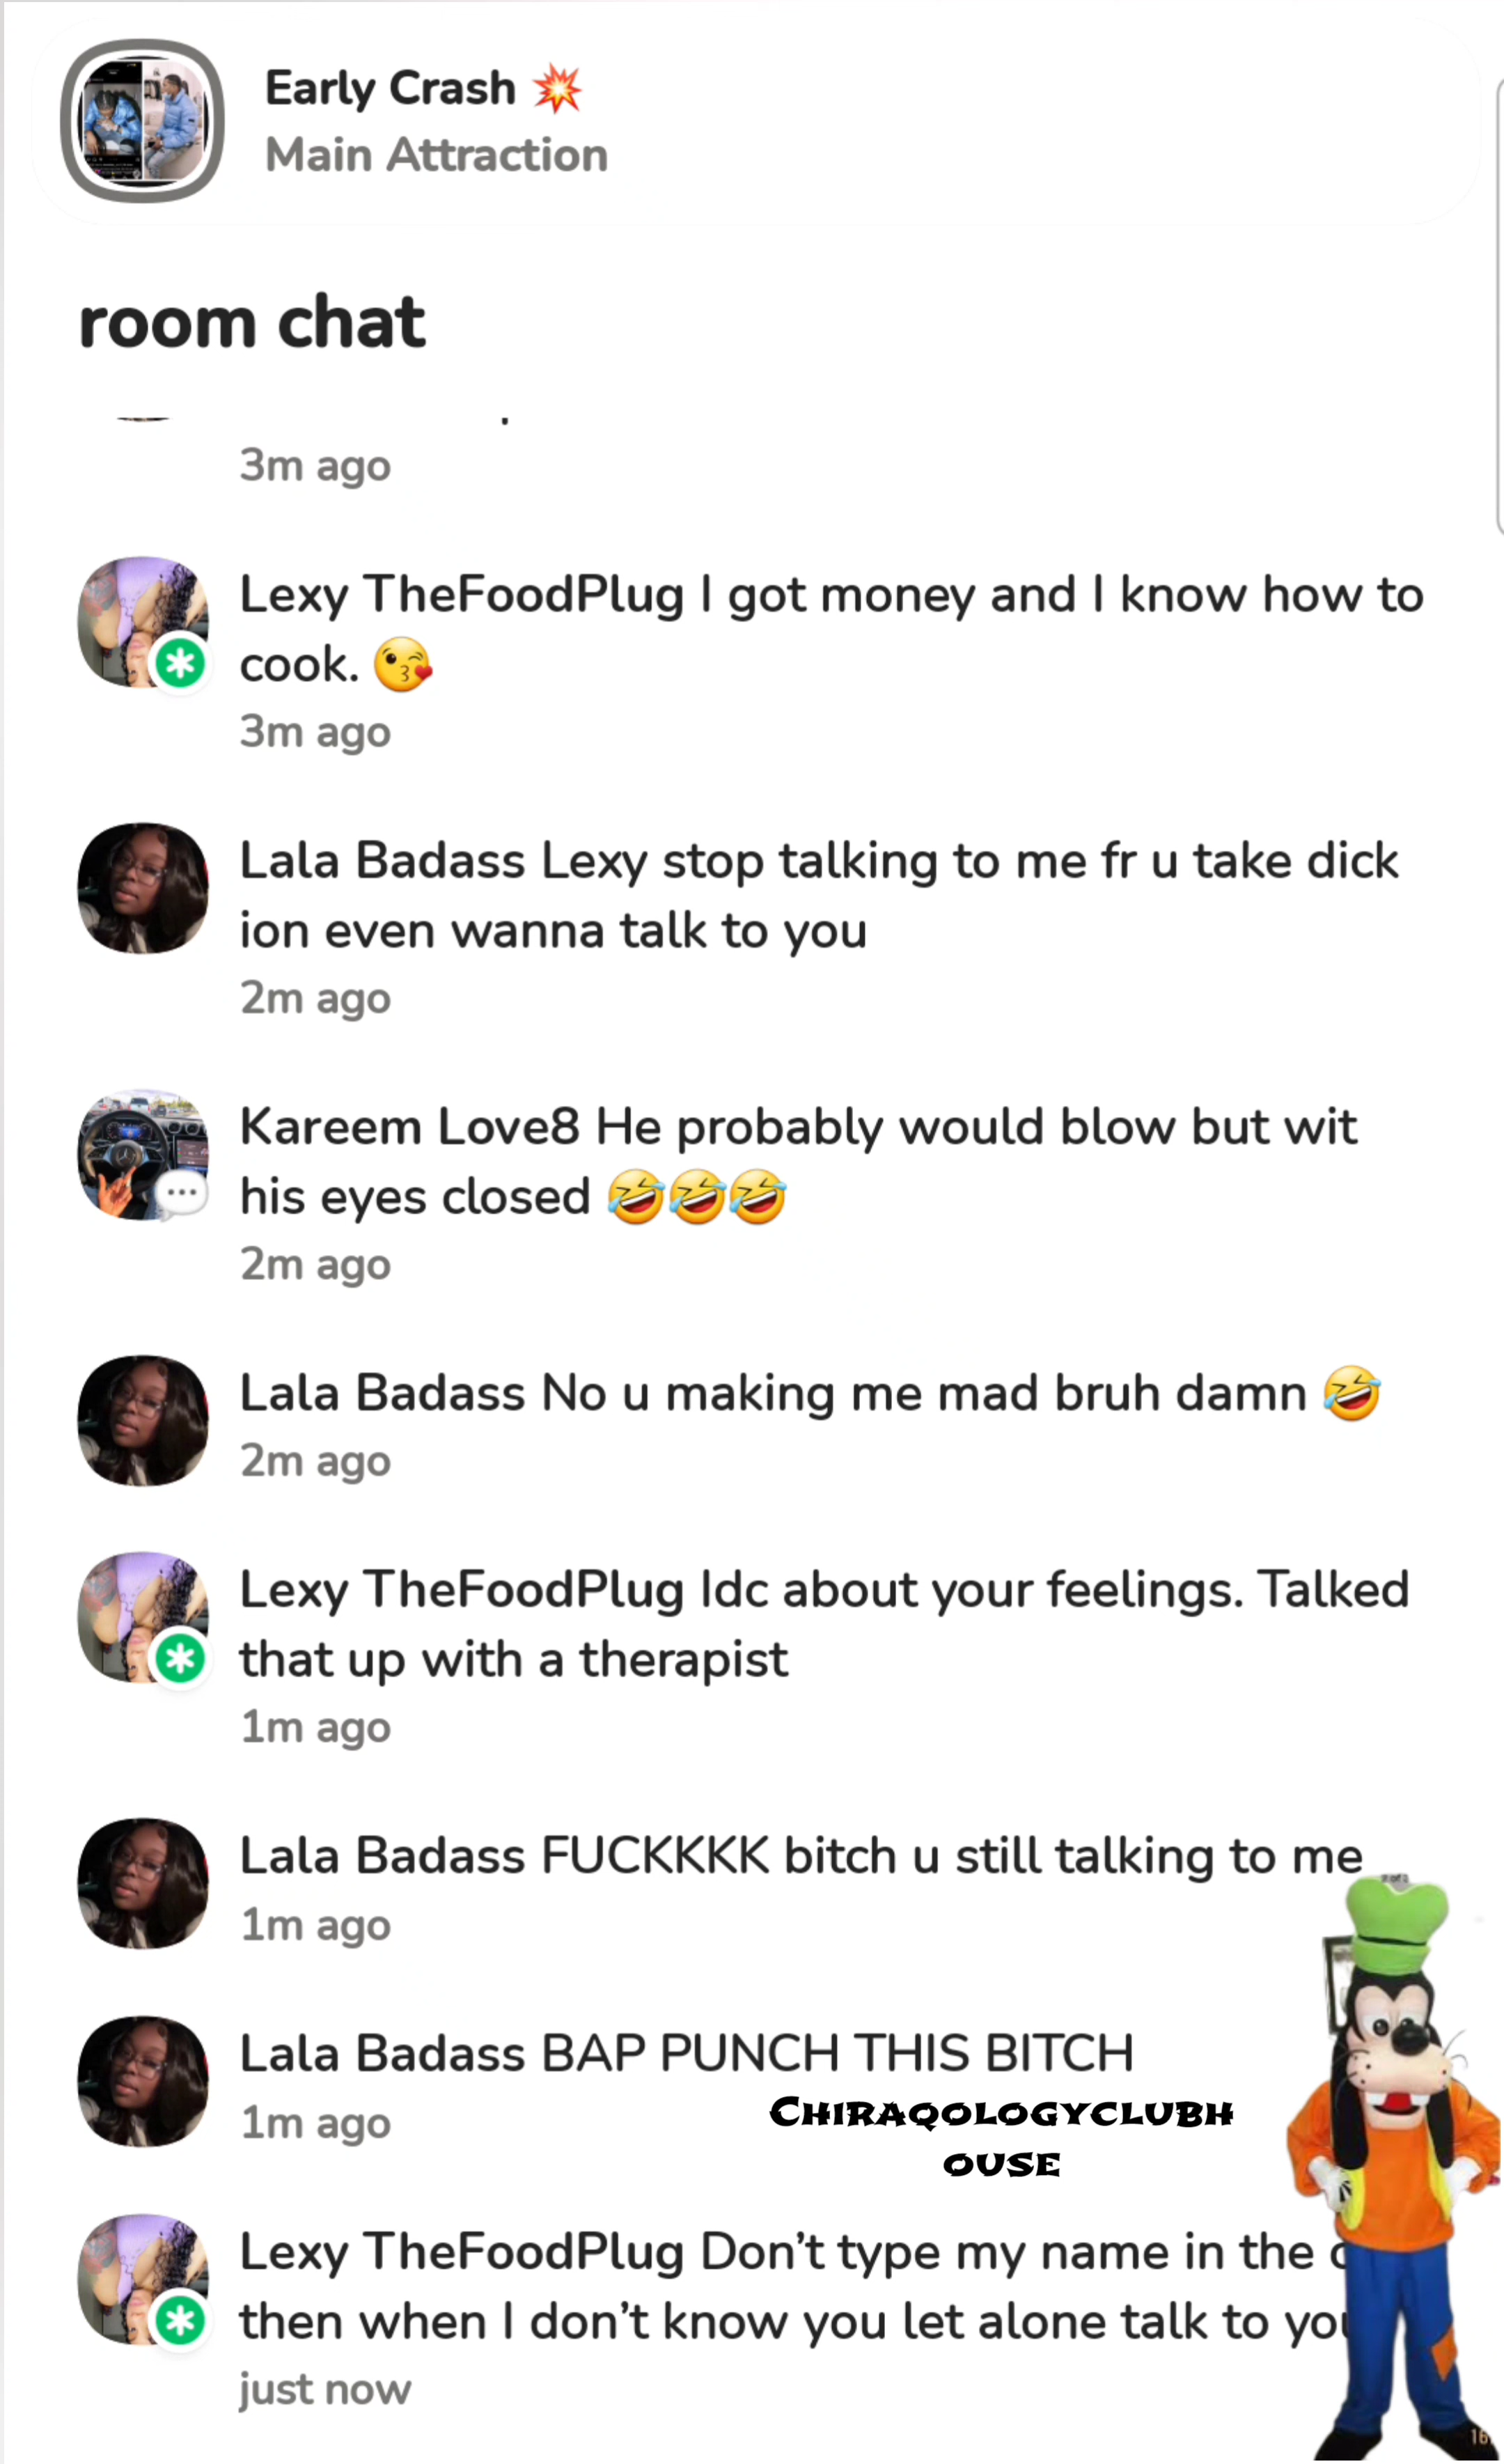 Early Crash 💥
Main Attraction
room chat
3m ago
Lexy TheFoodPlug I got money and I know how to
cook. 😘
3m ago
Lala Badass Lexy stop talking to me fr u take dick
ion even wanna talk to you
2m ago
Kareem Love8 He probably would blow but wit
his eyes closed 🤣🤣🤣
2m ago
Lala Badass No u making me mad bruh damn 🤣
2m ago
Lexy TheFoodPlug Idc about your feelings. Talked
that up with a therapist
1m ago
Lala Badass FUCKKKK bitch u still talking to me
1m ago
Lala Badass BAP PUNCH THIS BITCH
1m ago
CHIRAQOLOGYCLUBH
OUSE
Lexy TheFoodPlug Don't type my name in the
then when I don't know you let alone talk to you
just now